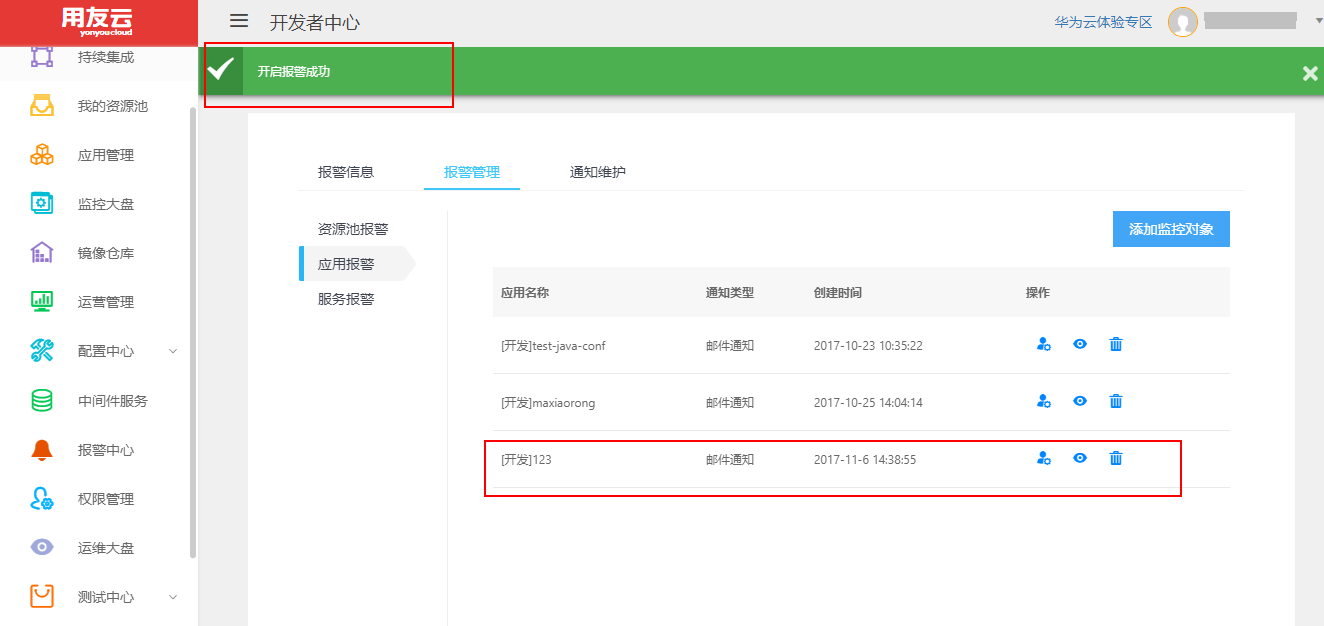 用友云
yonyoucloud
开发者中心
华为云体验专区
开启报警成功
持续集成
我的资源池
应用管理
监控大盘
镜像仓库
运营管理
配置中心
中间件服务
报警中心
权限管理
运维大盘
测试中心
报警信息 报警管理 通知维护
资源池报警
应用报警
服务报警
添加监控对象
应用名称 通知类型 创建时间 操作
[开发]test-java-conf 邮件通知 2017-10-23 10:35:22
[开发]maxiaorong 邮件通知 2017-10-25 14:04:14
[开发]123 邮件通知 2017-11-6 14:38:55